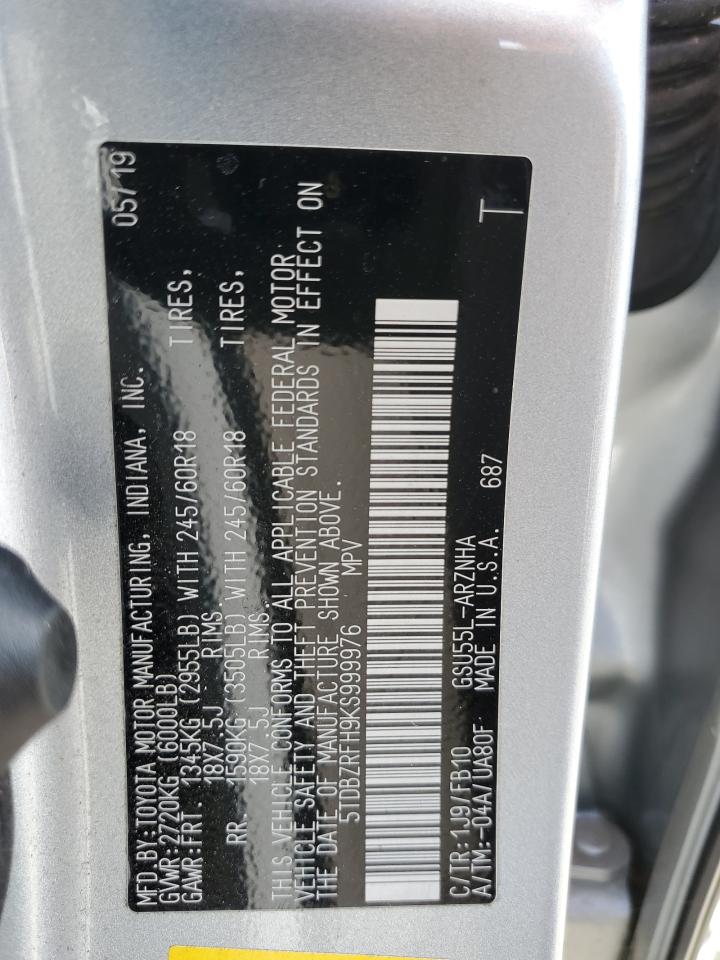 MFD.BY:TOYOTA MOTOR MANUFACTURING, INDIANA, INC. 05/19
GVWR:2720KG (6000LB)
GAWR:FRT. 1345KG (2955LB) WITH 245/60R18 TIRES,
18X7.5J RIMS.
RR. 1590KG (3505LB) WITH 245/60R18 TIRES,
18X7.5J RIMS.
THIS VEHICLE CONFORMS TO ALL APPLICABLE FEDERAL MOTOR
VEHICLE SAFETY AND THEFT PREVENTION STANDARDS IN EFFECT ON
THE DATE OF MANUFACTURE SHOWN ABOVE.
5TDBZRFH9KS999976 MPV
C/TR:1J9/FB10 GSU55L-ARZNHA T
A/TM:-04A/UA80F MADE IN U.S.A. 687